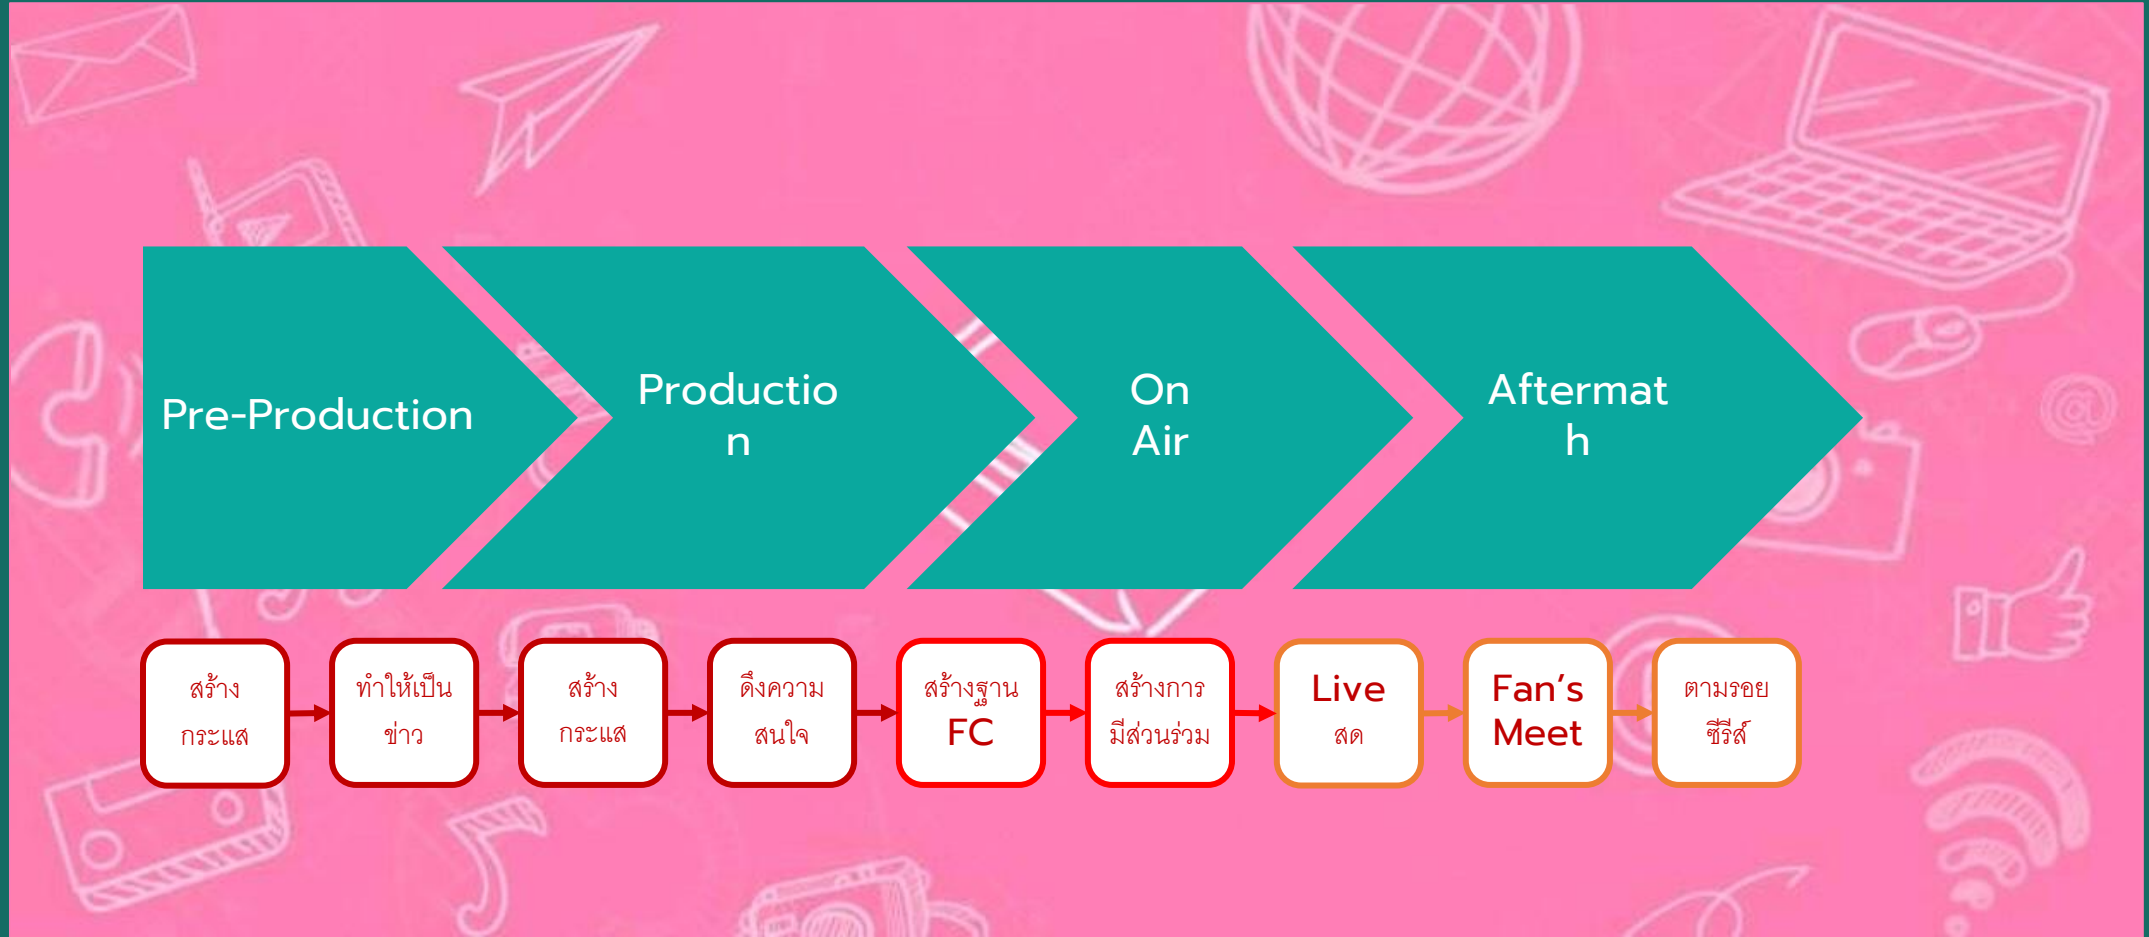 Pre-Production
Productio
n
On
Air
Aftermat
h
สร้าง
กระแส
ทำให้เป็น
ข่าว
สร้าง
กระแส
ดึงความ
สนใจ
สร้างฐาน
FC
สร้างการ
มีส่วนร่วม
Live
สด
Fan's
Meet
ตามรอย
ซีรีส์